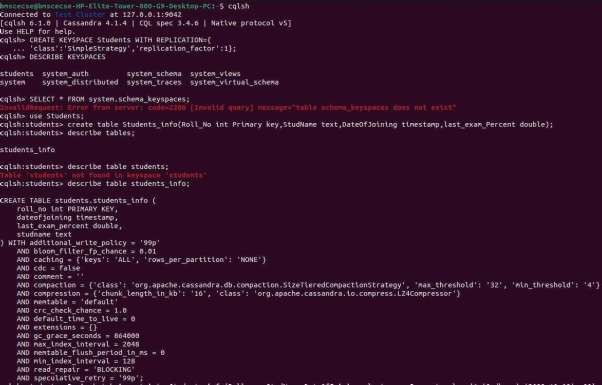 bmscecse@bmscecse-HP-Elite-Tower-800-G9-Desktop-PC:~$ cqlsh
Connected to Test Cluster at 127.0.0.1:9042
[cqlsh 6.1.0 | Cassandra 4.1.4 | CQL spec 3.4.6 | Native protocol v5]
Use HELP for help.
cqlsh> CREATE KEYSPACE Students WITH REPLICATION={
   ... 'class':'SimpleStrategy','replication_factor':1};
cqlsh> DESCRIBE KEYSPACES
students  system_auth         system_schema  system_views
system    system_distributed  system_traces  system_virtual_schema
cqlsh> SELECT * FROM system.schema_keyspaces;
InvalidRequest: Error from server: code=2200 [Invalid query] message="table schema_keyspaces does not exist"
cqlsh> use Students;
cqlsh:students> create table Students_info(Roll_No int Primary key,StudName text,DateOfJoining timestamp,last_exam_Percent double);
cqlsh:students> describe tables;
students_info
cqlsh:students> describe table students;
Table 'students' not found in keyspace 'students'
cqlsh:students> describe table students_info;
CREATE TABLE students.students_info (
    roll_no int PRIMARY KEY,
    dateofjoining timestamp,
    last_exam_percent double,
    studname text
) WITH additional_write_policy = '99p'
    AND bloom_filter_fp_chance = 0.01
    AND caching = {'keys': 'ALL', 'rows_per_partition': 'NONE'}
    AND cdc = false
    AND comment = ''
    AND compaction = {'class': 'org.apache.cassandra.db.compaction.SizeTieredCompactionStrategy', 'max_threshold': '32', 'min_threshold': '4'}
    AND compression = {'chunk_length_in_kb': '16', 'class': 'org.apache.cassandra.io.compress.LZ4Compressor'}
    AND memtable = 'default'
    AND crc_check_chance = 1.0
    AND default_time_to_live = 0
    AND extensions = {}
    AND gc_grace_seconds = 864000
    AND max_index_interval = 2048
    AND memtable_flush_period_in_ms = 0
    AND min_index_interval = 128
    AND read_repair = 'BLOCKING'
    AND speculative_retry = '99p';